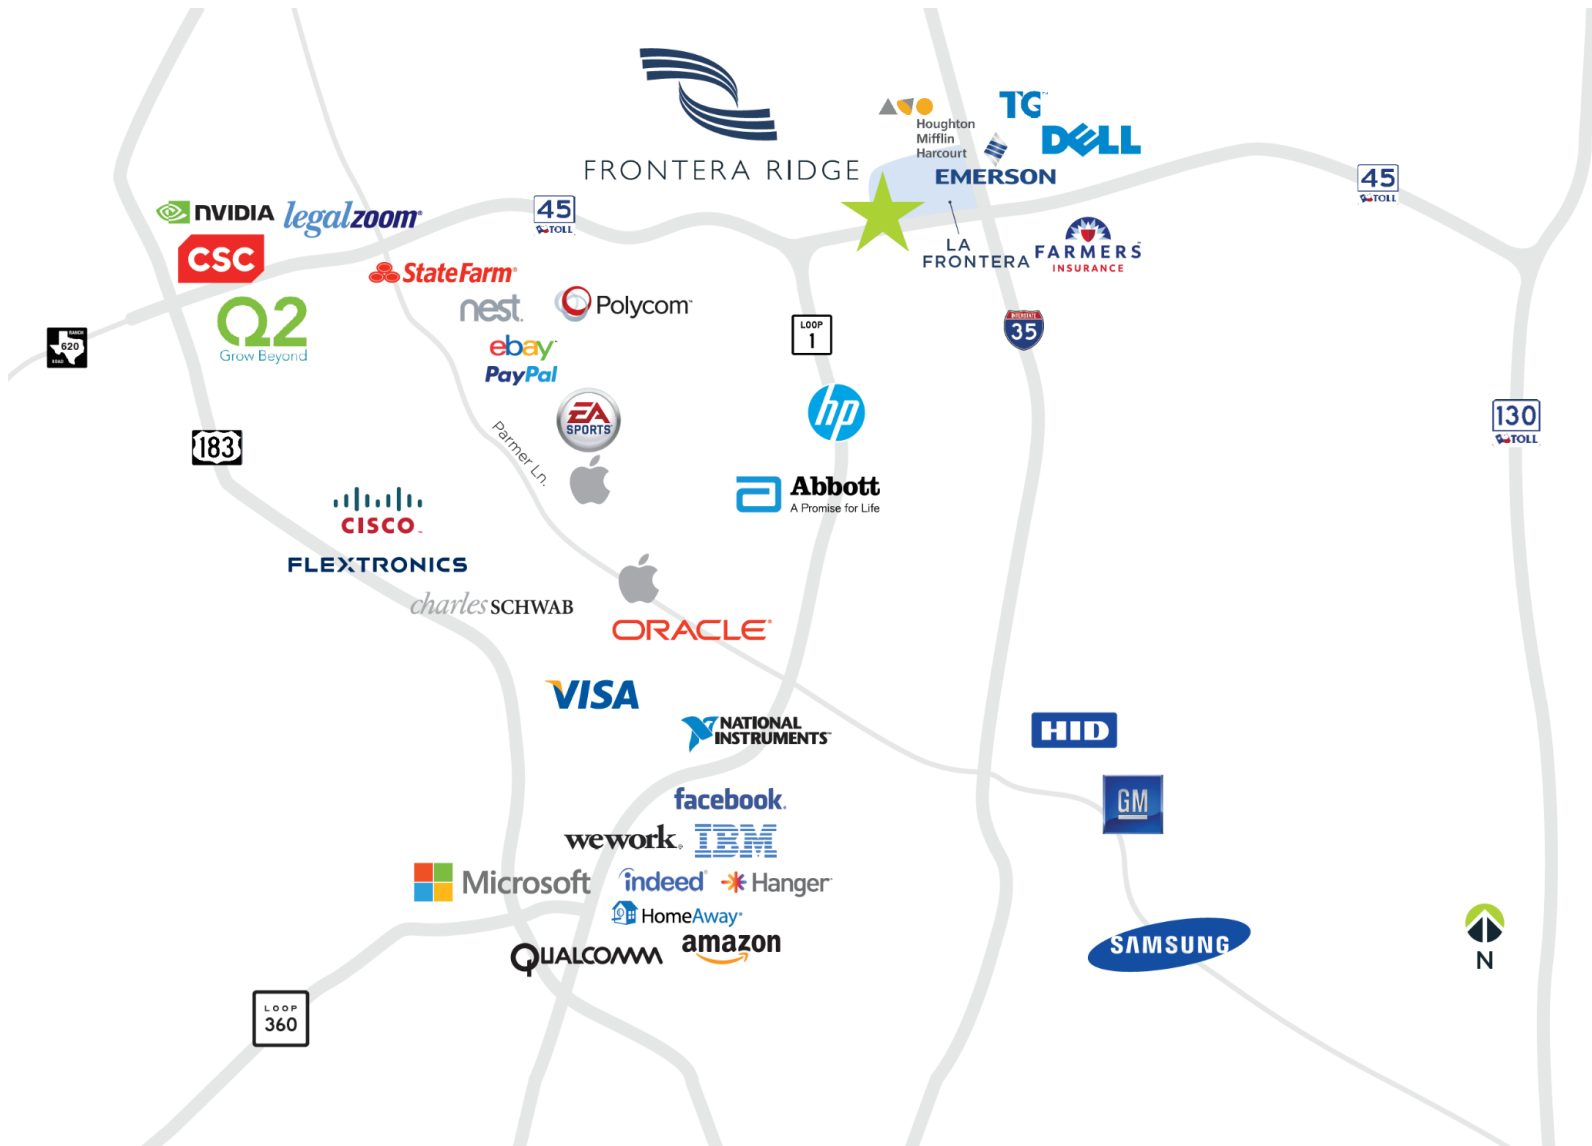 FRONTERA RIDGE
Houghton
Mifflin
Harcourt
TG
DELL
EMERSON
LA
FRONTERA
FARMERS
INSURANCE
45
TOLL
45
TOLL
nVIDIA
legalzoom
CSC
StateFarm
Q2
Grow Beyond
nest
Polycom
RANCH
620
ROAD
ebay
PayPal
LOOP
1
INTERSTATE
35
EA
SPORTS
hp
183
130
TOLL
Parmer Ln.
CISCO
Abbott
A Promise for Life
FLEXTRONICS
charles SCHWAB
ORACLE
VISA
NATIONAL
INSTRUMENTS
HID
GM
facebook
wework
IBM
Microsoft
indeed
Hanger
HomeAway
QUALCOMM
amazon
SAMSUNG
N
LOOP
360